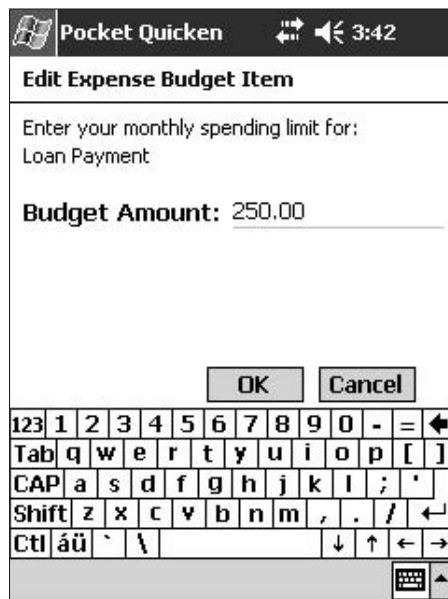 Pocket Quicken 3:42
Edit Expense Budget Item
Enter your monthly spending limit for:
Loan Payment
Budget Amount: 250.00
OK Cancel
123 1 2 3 4 5 6 7 8 9 0 - =
Tab q w e r t y u i o p [ ]
CAP a s d f g h j k l ; '
Shift z x c v b n m , . /
Ctl áü ` \